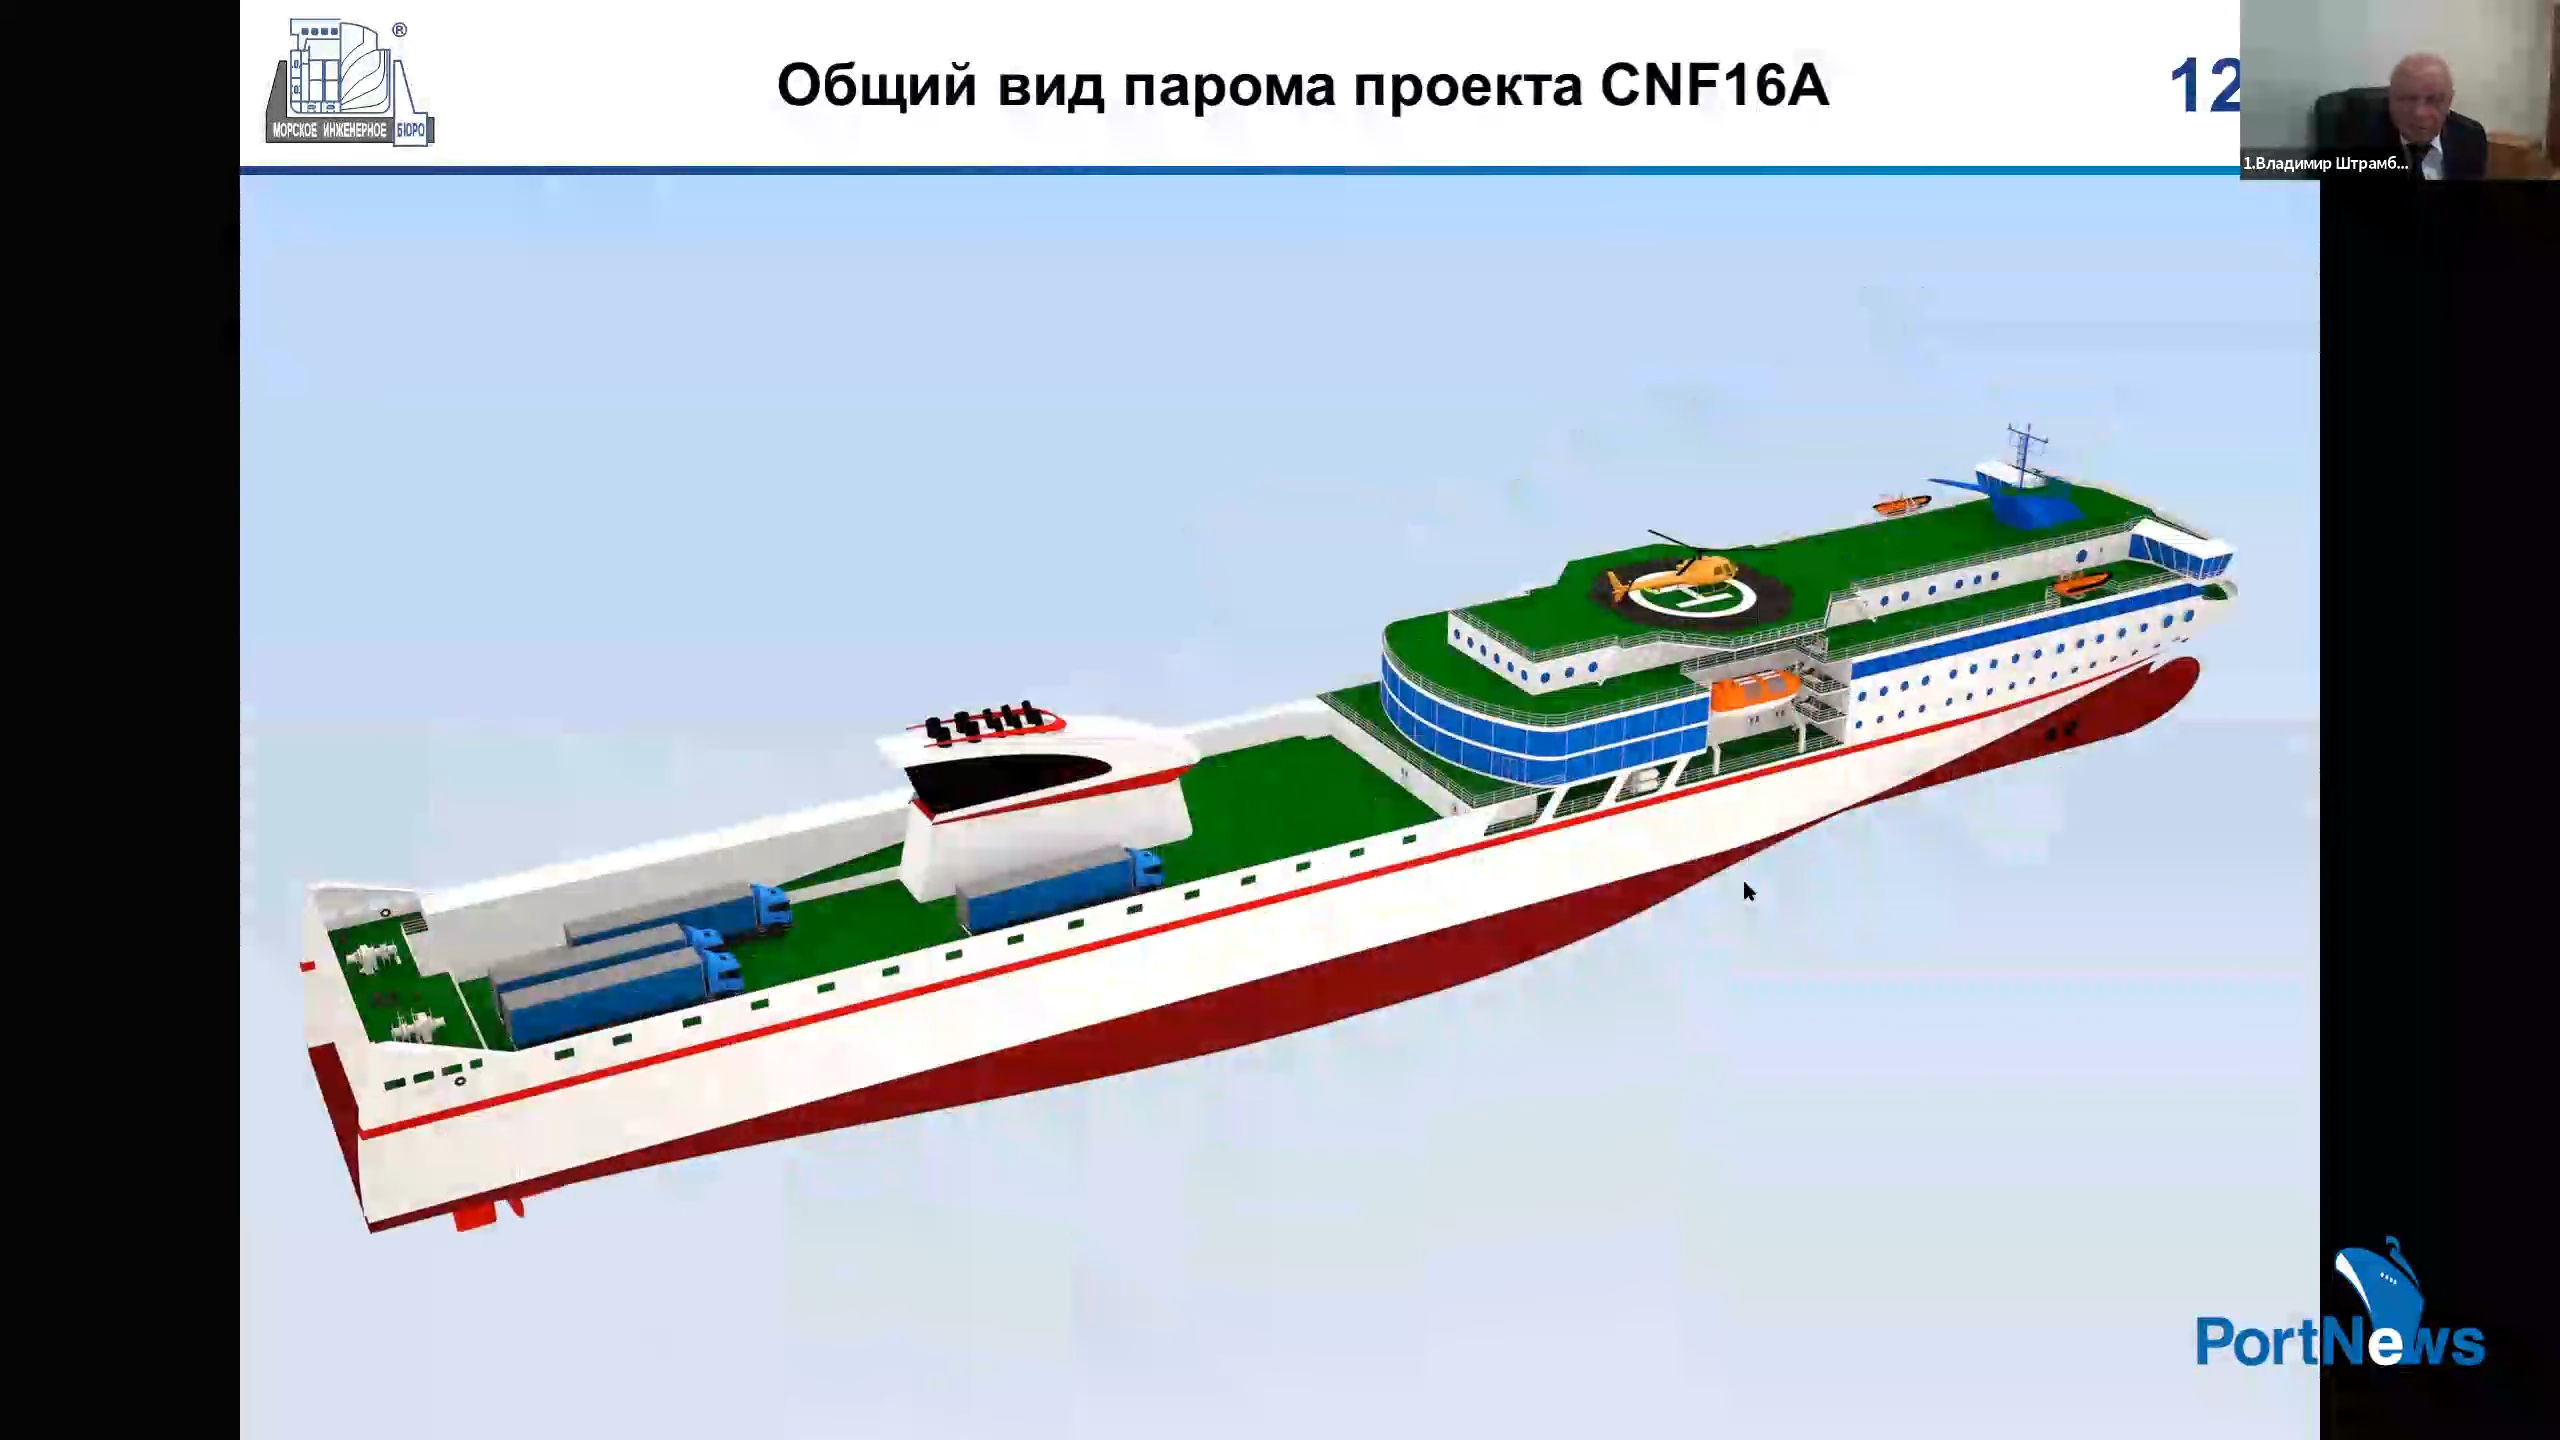 ®
МОРСКОЕ ИНЖЕНЕРНОЕ БЮРО
Общий вид парома проекта CNF16A
12
1.Владимир Штрамб...
H
PortNews